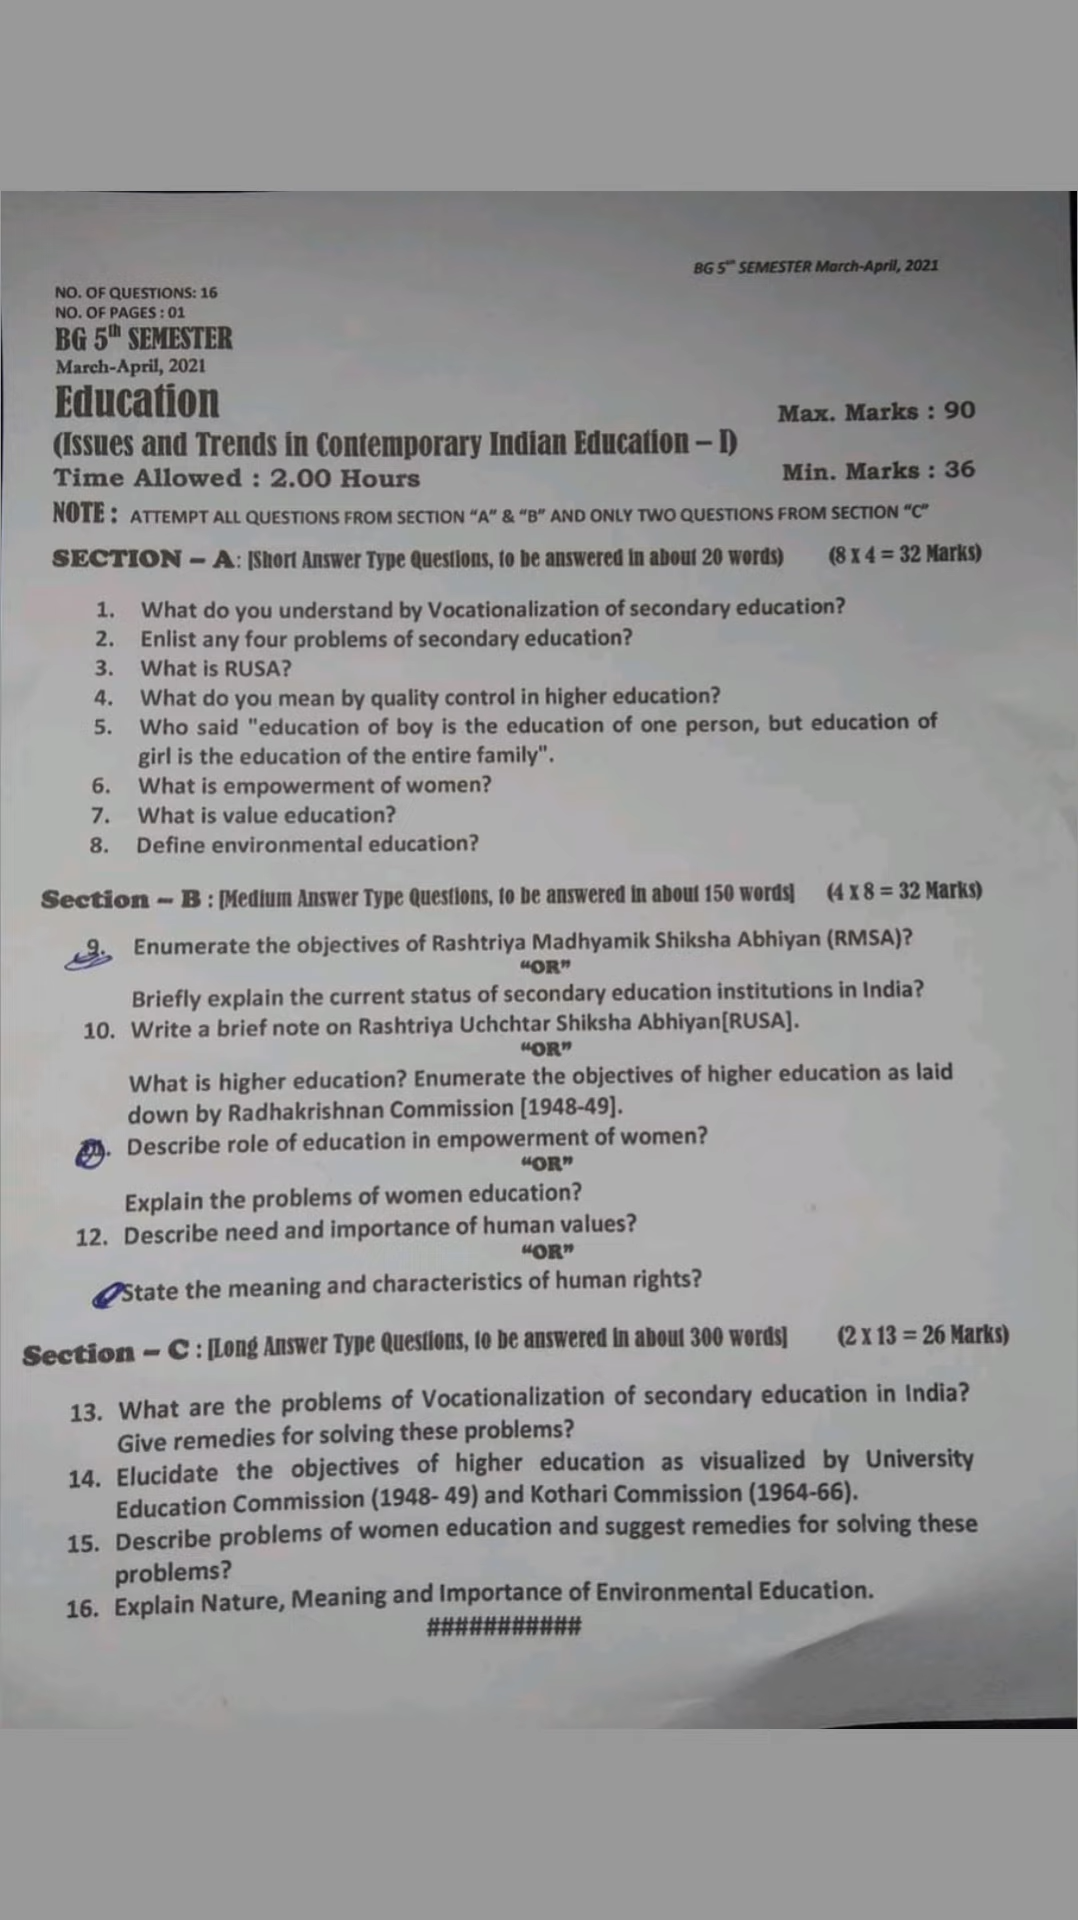 BG 5th SEMESTER March-April, 2021
NO. OF QUESTIONS: 16
NO. OF PAGES : 01
BG 5th SEMESTER
March-April, 2021
Education
Max. Marks : 90
(Issues and Trends in Contemporary Indian Education – I)
Time Allowed : 2.00 Hours
Min. Marks : 36
NOTE : ATTEMPT ALL QUESTIONS FROM SECTION "A" & "B" AND ONLY TWO QUESTIONS FROM SECTION "C"
SECTION – A: [Short Answer Type Questions, to be answered in about 20 words) (8 X 4 = 32 Marks)
1. What do you understand by Vocationalization of secondary education?
2. Enlist any four problems of secondary education?
3. What is RUSA?
4. What do you mean by quality control in higher education?
5. Who said "education of boy is the education of one person, but education of
girl is the education of the entire family".
6. What is empowerment of women?
7. What is value education?
8. Define environmental education?
Section – B : [Medium Answer Type Questions, to be answered in about 150 words] (4 X 8 = 32 Marks)
9. Enumerate the objectives of Rashtriya Madhyamik Shiksha Abhiyan (RMSA)?
"OR"
Briefly explain the current status of secondary education institutions in India?
10. Write a brief note on Rashtriya Uchchtar Shiksha Abhiyan[RUSA].
"OR"
What is higher education? Enumerate the objectives of higher education as laid
down by Radhakrishnan Commission [1948-49].
Describe role of education in empowerment of women?
"OR"
Explain the problems of women education?
12. Describe need and importance of human values?
"OR"
State the meaning and characteristics of human rights?
Section – C : [Long Answer Type Questions, to be answered in about 300 words] (2 X 13 = 26 Marks)
13. What are the problems of Vocationalization of secondary education in India?
Give remedies for solving these problems?
14. Elucidate the objectives of higher education as visualized by University
Education Commission (1948- 49) and Kothari Commission (1964-66).
15. Describe problems of women education and suggest remedies for solving these
problems?
16. Explain Nature, Meaning and Importance of Environmental Education.
###########